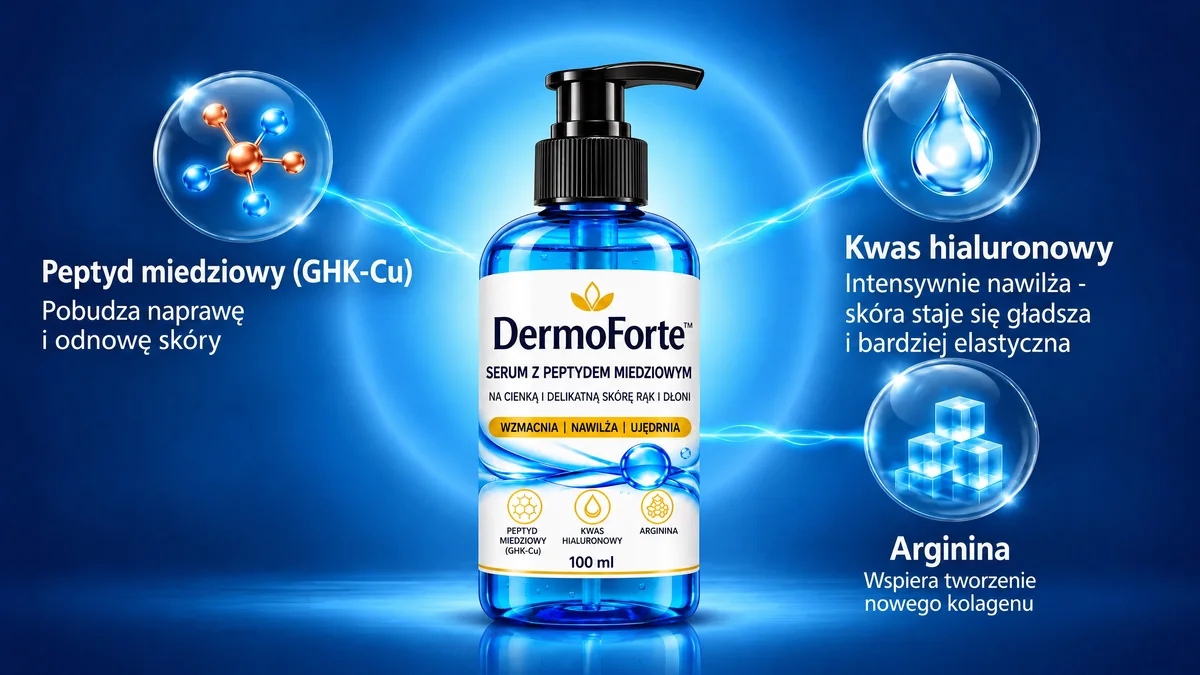 Peptyd miedziowy (GHK-Cu)
Pobudza naprawę
i odnowę skóry
DermoForte™
SERUM Z PEPTYDEM MIEDZIOWYM
NA CIENKĄ I DELIKATNĄ SKÓRĘ RĄK I DŁONI
WZMACNIA | NAWILŻA | UJĘDRNIA
PEPTYD
MIEDZIOWY
(GHK-Cu)
KWAS
HIALURONOWY
ARGININA
100 ml
Kwas hialuronowy
Intensywnie nawilża -
skóra staje się gładsza
i bardziej elastyczna
Arginina
Wspiera tworzenie
nowego kolagenu